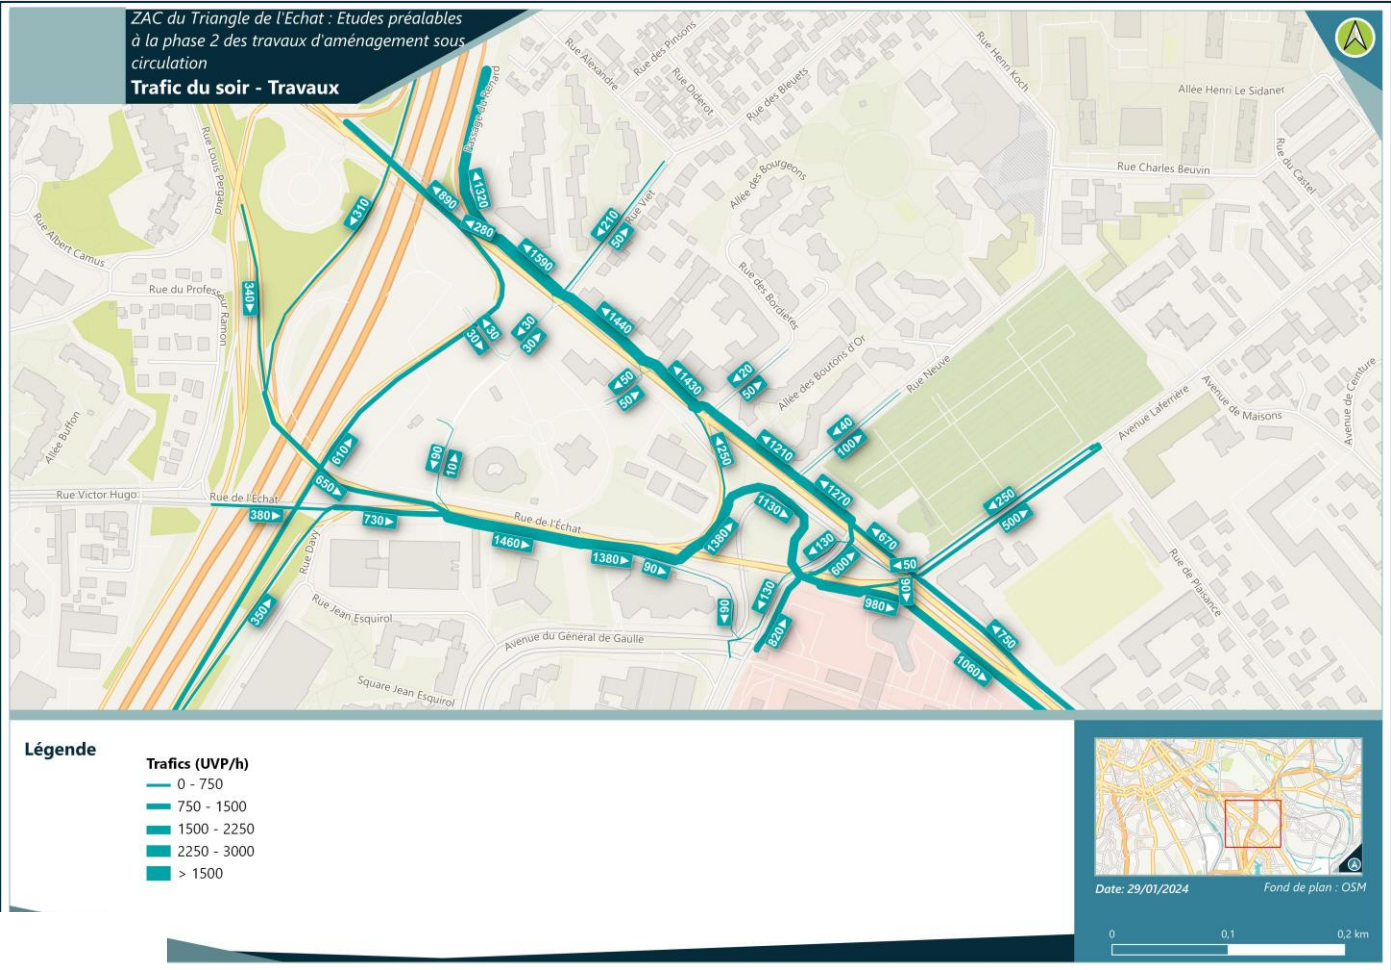 ZAC du Triangle de l'Echat : Etudes préalables
à la phase 2 des travaux d'aménagement sous
circulation
Trafic du soir - Travaux
Rue Alexandre
Rue des Pinsons
Rue Diderot
Rue des Bleuets
Rue Henri Koch
Allée Henri Le Sidaner
Rue Charles Beuvin
Rue du Castel
Passage du Renard
Rue Louis Pergaud
Rue Albert Camus
Rue du Professeur Ramon
Allée Buffon
Rue Viet
Allée des Bourgeons
Rue des Bordières
Allée des Boutons d'Or
Rue Neuve
Avenue Laferrière
Avenue de Maisons
Avenue de Ceinture
Rue de Plaisance
Rue Victor Hugo
Rue de l'Échat
Rue de l'Échat
Rue Davy
Rue Jean Esquirol
Avenue du Général de Gaulle
Square Jean Esquirol
◄310
◄890
◄1320
◄280
◄1590
◄210
50►
340►
◄30
30►
◄30
30►
◄1440
◄1430
◄50
50►
◄20
50►
◄40
100►
◄1210
◄1270
◄250
◄670
◄50
◄250
500►
610►
650►
◄90
10►
380►
730►
1460►
1380►
90►
1380►
1130►
◄130
600►
◄130
820►
◄90
980►
90►
350►
◄750
1060►
Légende
Trafics (UVP/h)
0 - 750
750 - 1500
1500 - 2250
2250 - 3000
> 1500
Date: 29/01/2024
Fond de plan : OSM
0 0,1 0,2 km